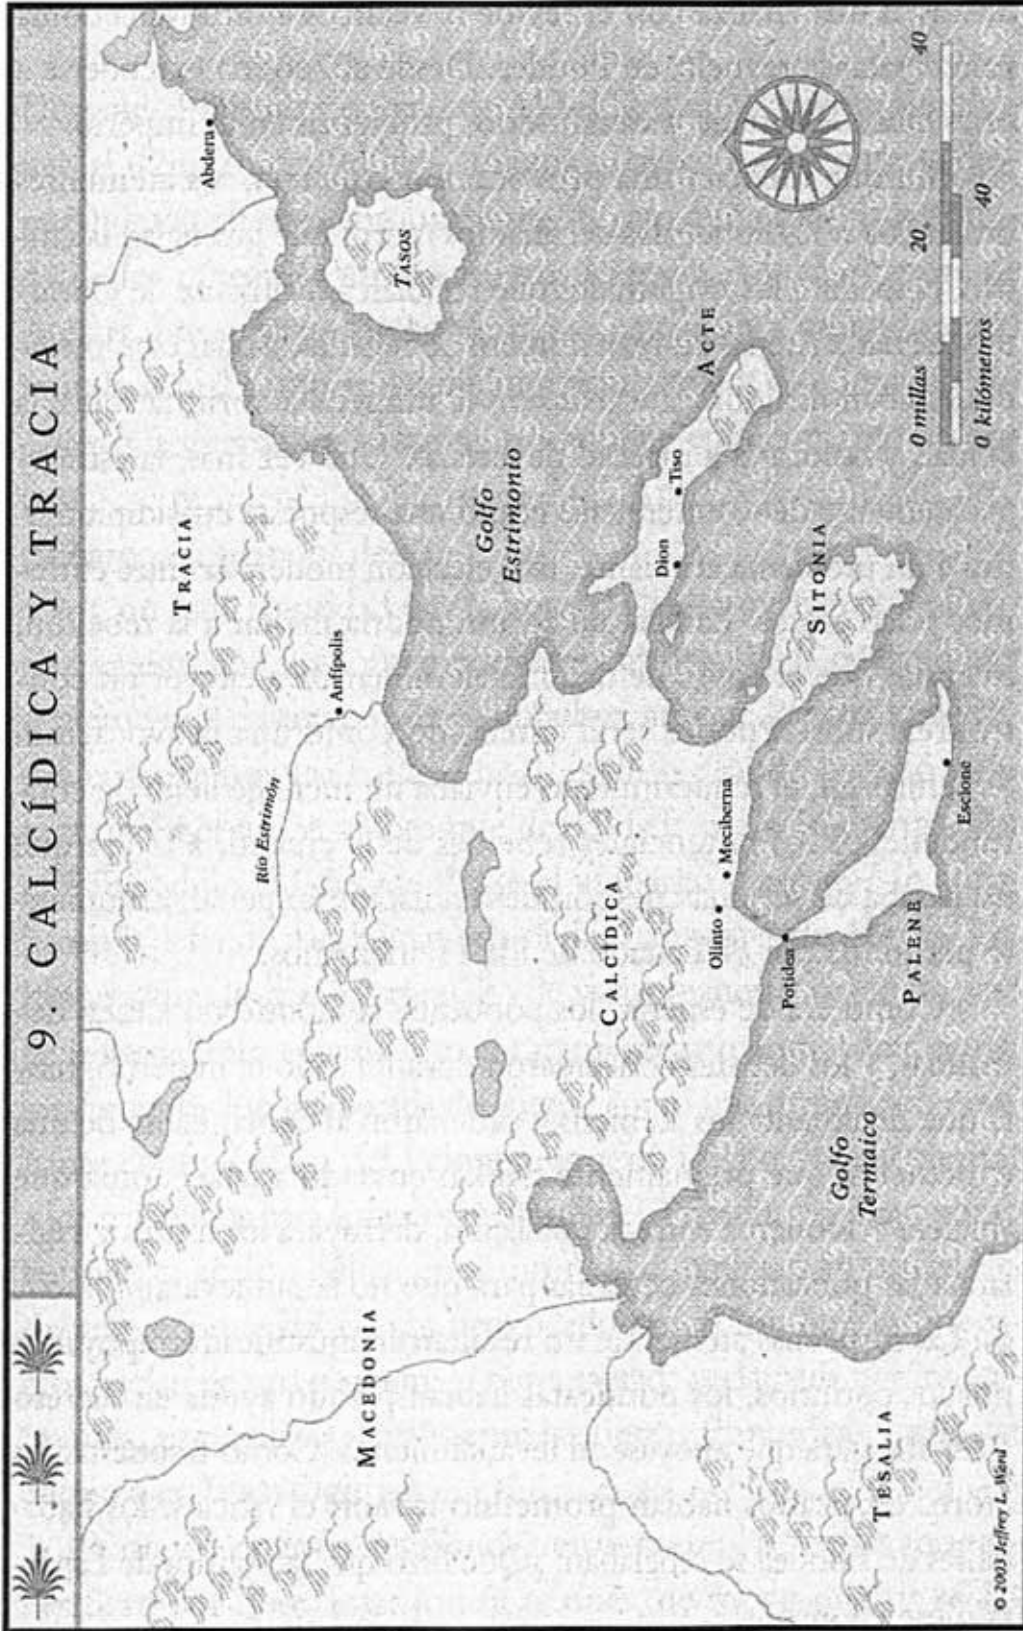 9. CALCÍDICA Y TRACIA
Abdera
TASOS
TRACIA
Anfípolis
Río Estrimón
Golfo
Estrimonio
ACTE
Tiso
Dion
SITONIA
CALCÍDICA
Meciberna
Olinto
Potidea
PALENE
Escione
MACEDONIA
Golfo
Termaico
TESALIA
0 millas 20 40
0 kilómetros 40
© 2003 Jeffrey L. Ward